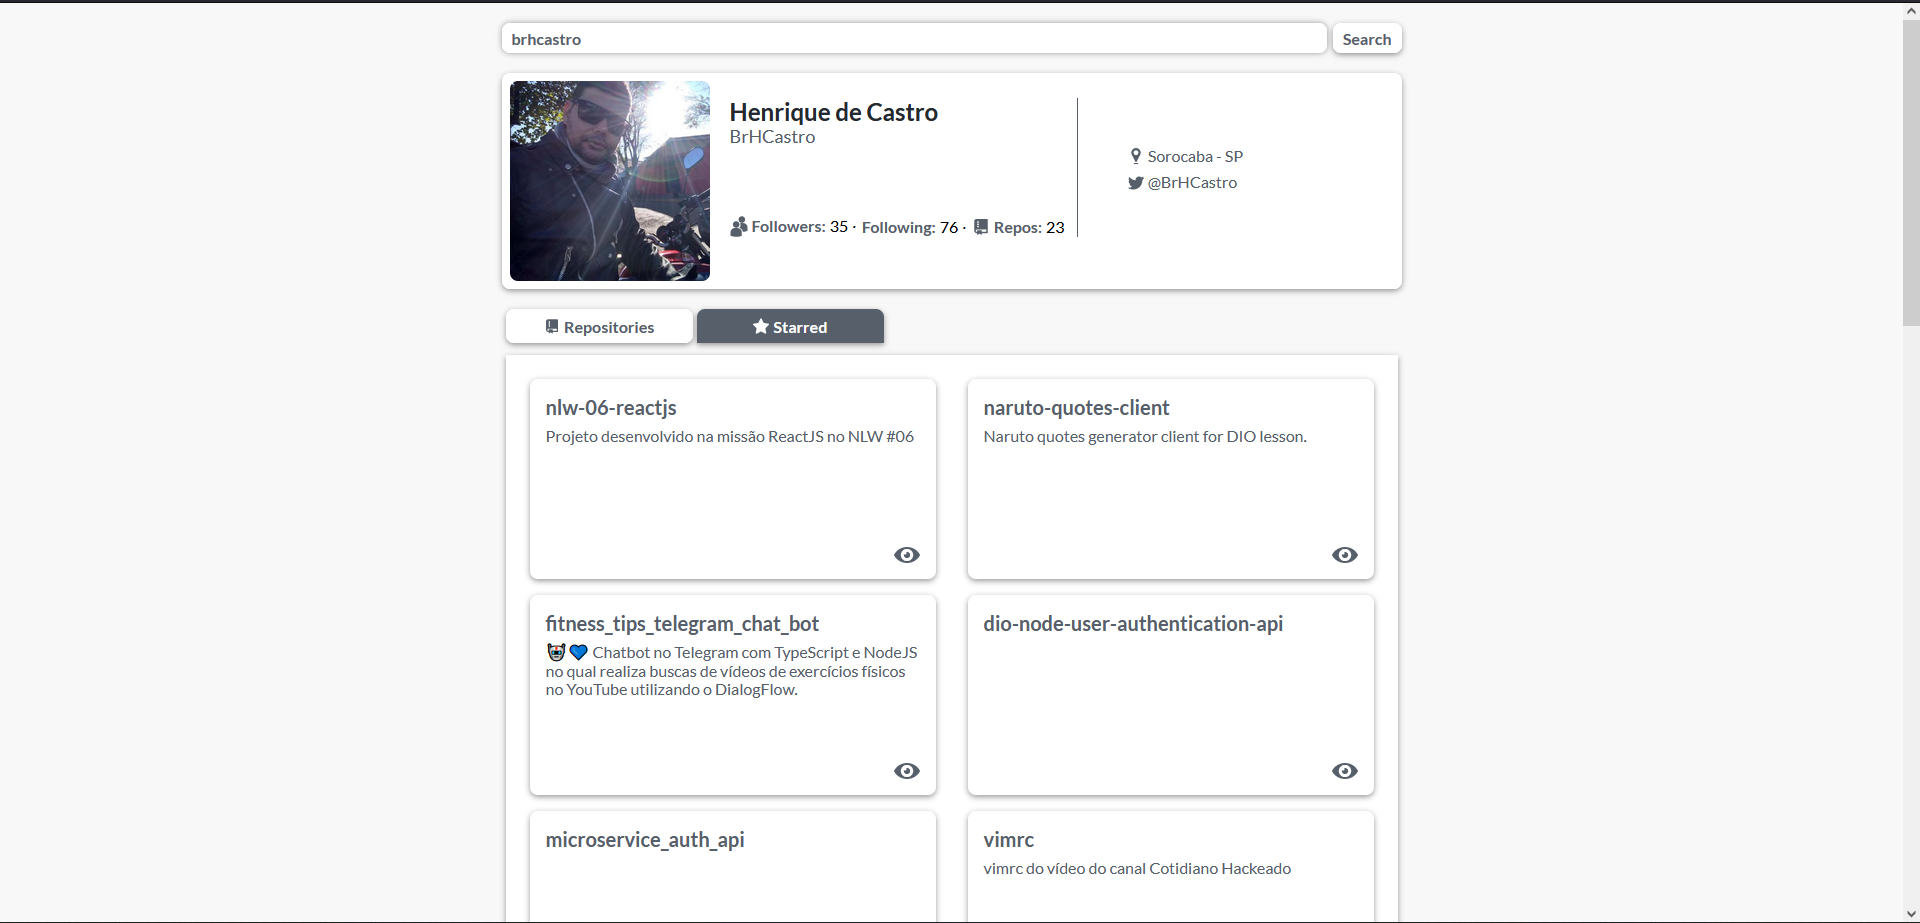 brhcastro
Search
Henrique de Castro
BrHCastro
Followers: 35 · Following: 76 · Repos: 23
Sorocaba - SP
@BrHCastro
Repositories
Starred
nlw-06-reactjs
Projeto desenvolvido na missão ReactJS no NLW #06
naruto-quotes-client
Naruto quotes generator client for DIO lesson.
fitness_tips_telegram_chat_bot
🤖💙 Chatbot no Telegram com TypeScript e NodeJS
no qual realiza buscas de vídeos de exercícios físicos
no YouTube utilizando o DialogFlow.
dio-node-user-authentication-api
microservice_auth_api
vimrc
vimrc do vídeo do canal Cotidiano Hackeado